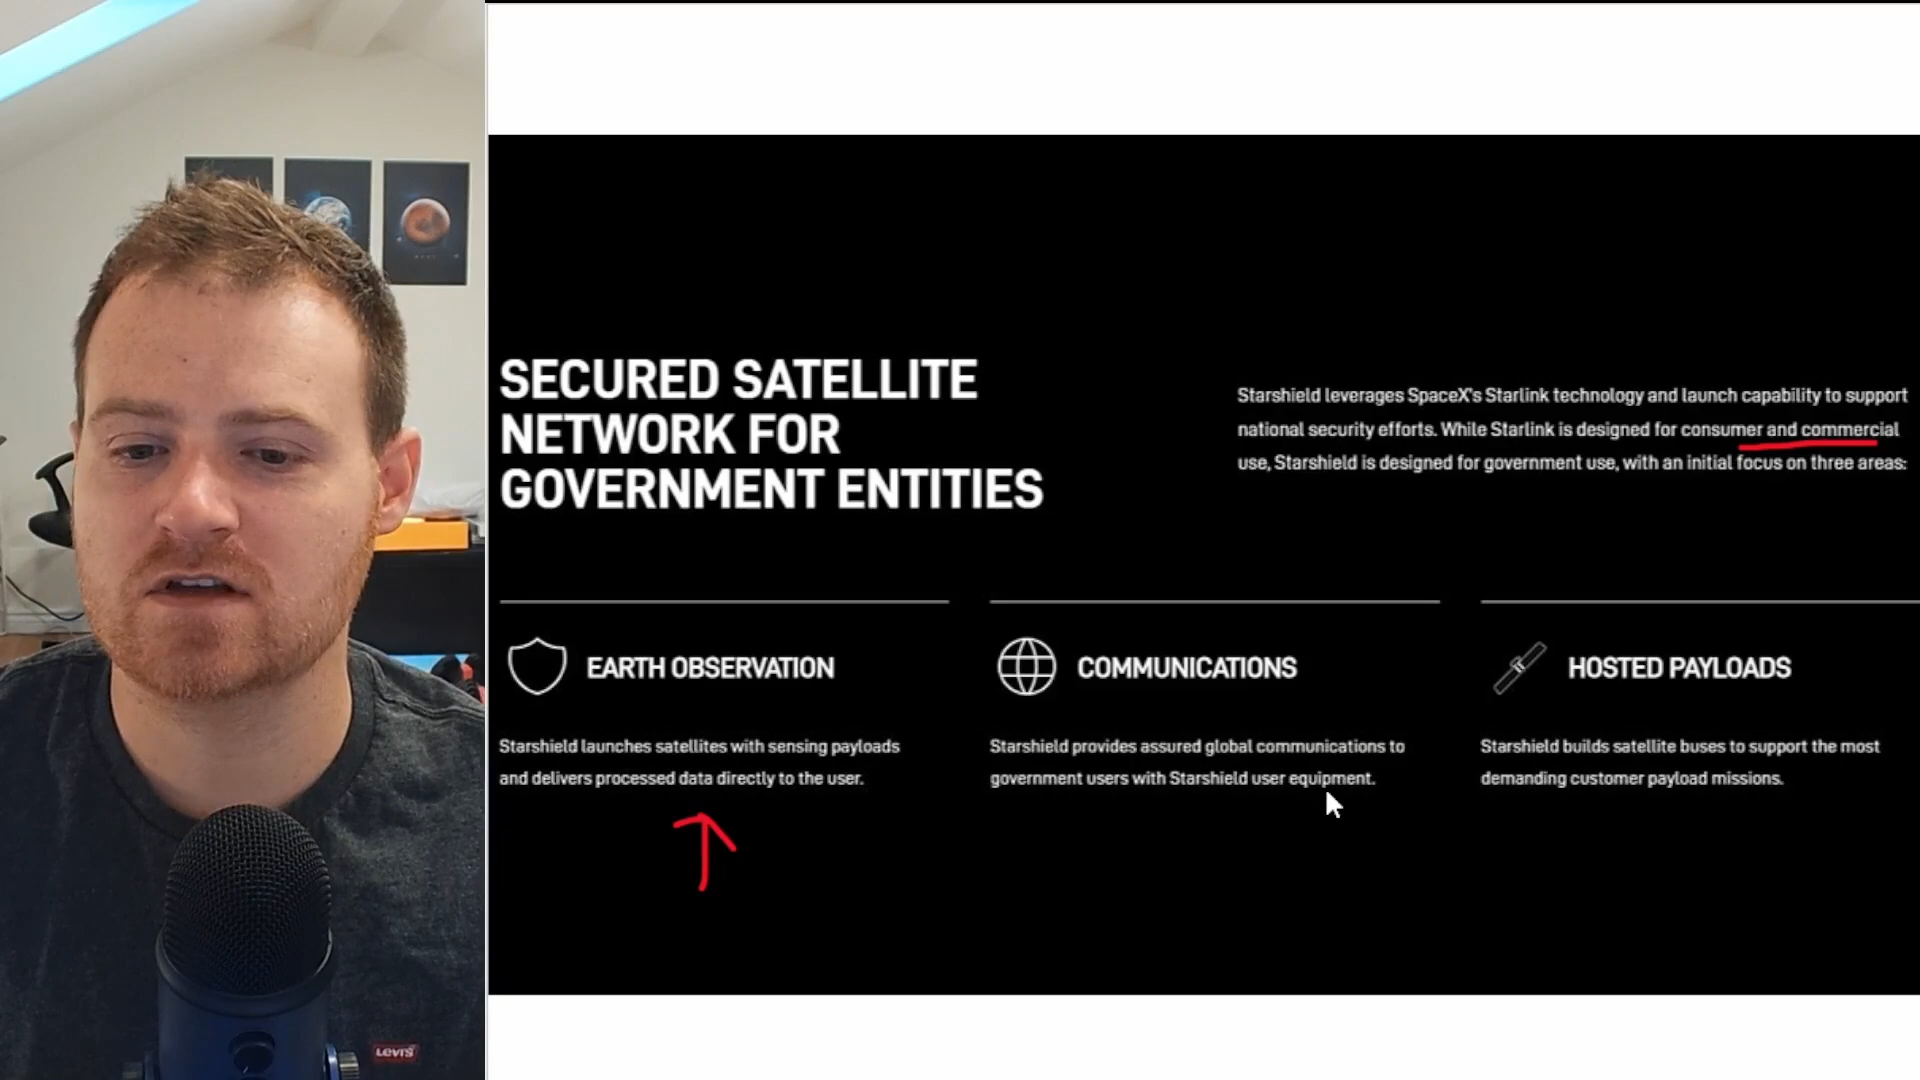 SECURED SATELLITE
NETWORK FOR
GOVERNMENT ENTITIES
Starshield leverages SpaceX's Starlink technology and launch capability to support
national security efforts. While Starlink is designed for consumer and commercial
use, Starshield is designed for government use, with an initial focus on three areas:
EARTH OBSERVATION
Starshield launches satellites with sensing payloads
and delivers processed data directly to the user.
COMMUNICATIONS
Starshield provides assured global communications to
government users with Starshield user equipment.
HOSTED PAYLOADS
Starshield builds satellite buses to support the most
demanding customer payload missions.
LEVI'S